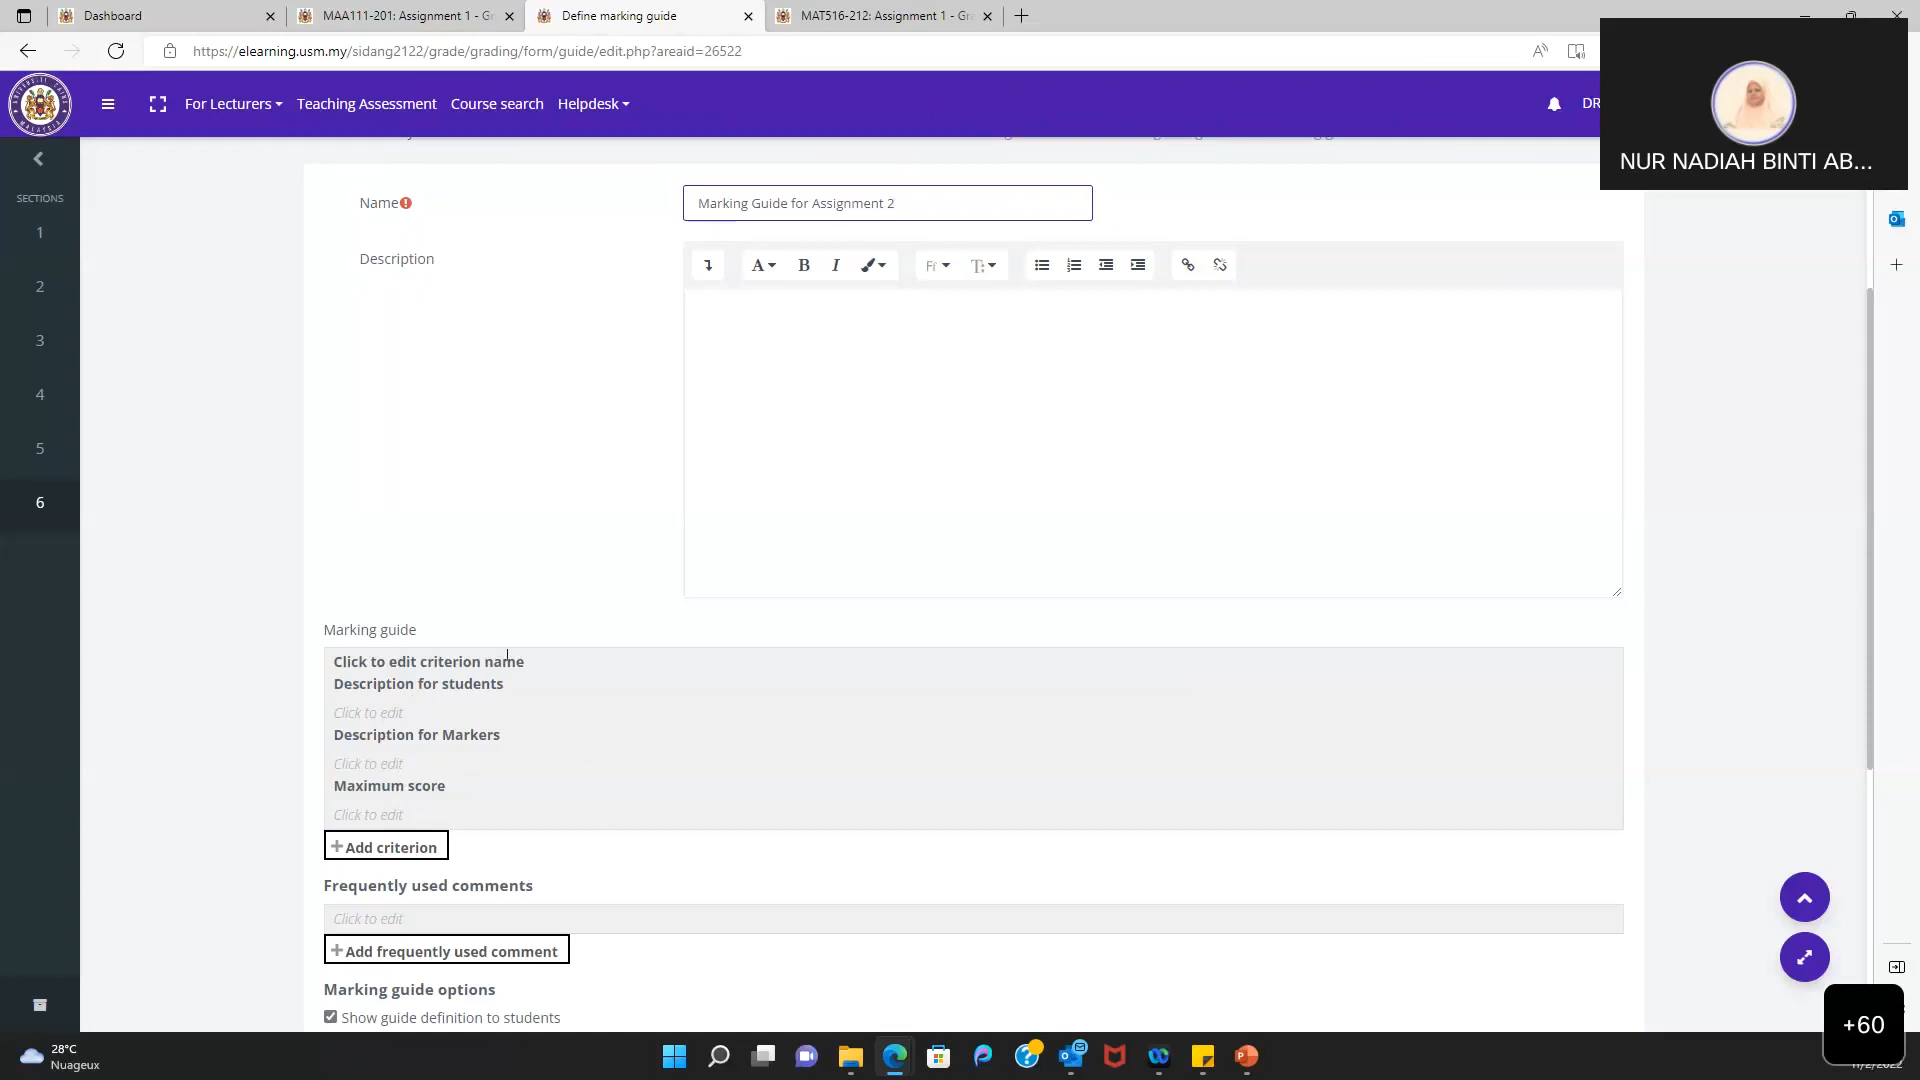 Dashboard
MAA111-201: Assignment 1 - Gr
Define marking guide
MAT516-212: Assignment 1 - Gra
https://elearning.usm.my/sidang2122/grade/grading/form/guide/edit.php?areaid=26522
For Lecturers
Teaching Assessment
Course search
Helpdesk
DR
NUR NADIAH BINTI AB...
SECTIONS
1
2
3
4
5
6
Name
Marking Guide for Assignment 2
Description
Marking guide
Click to edit criterion name
Description for students
Click to edit
Description for Markers
Click to edit
Maximum score
Click to edit
+Add criterion
Frequently used comments
Click to edit
+Add frequently used comment
Marking guide options
Show guide definition to students
+60
28°C
Nuageux